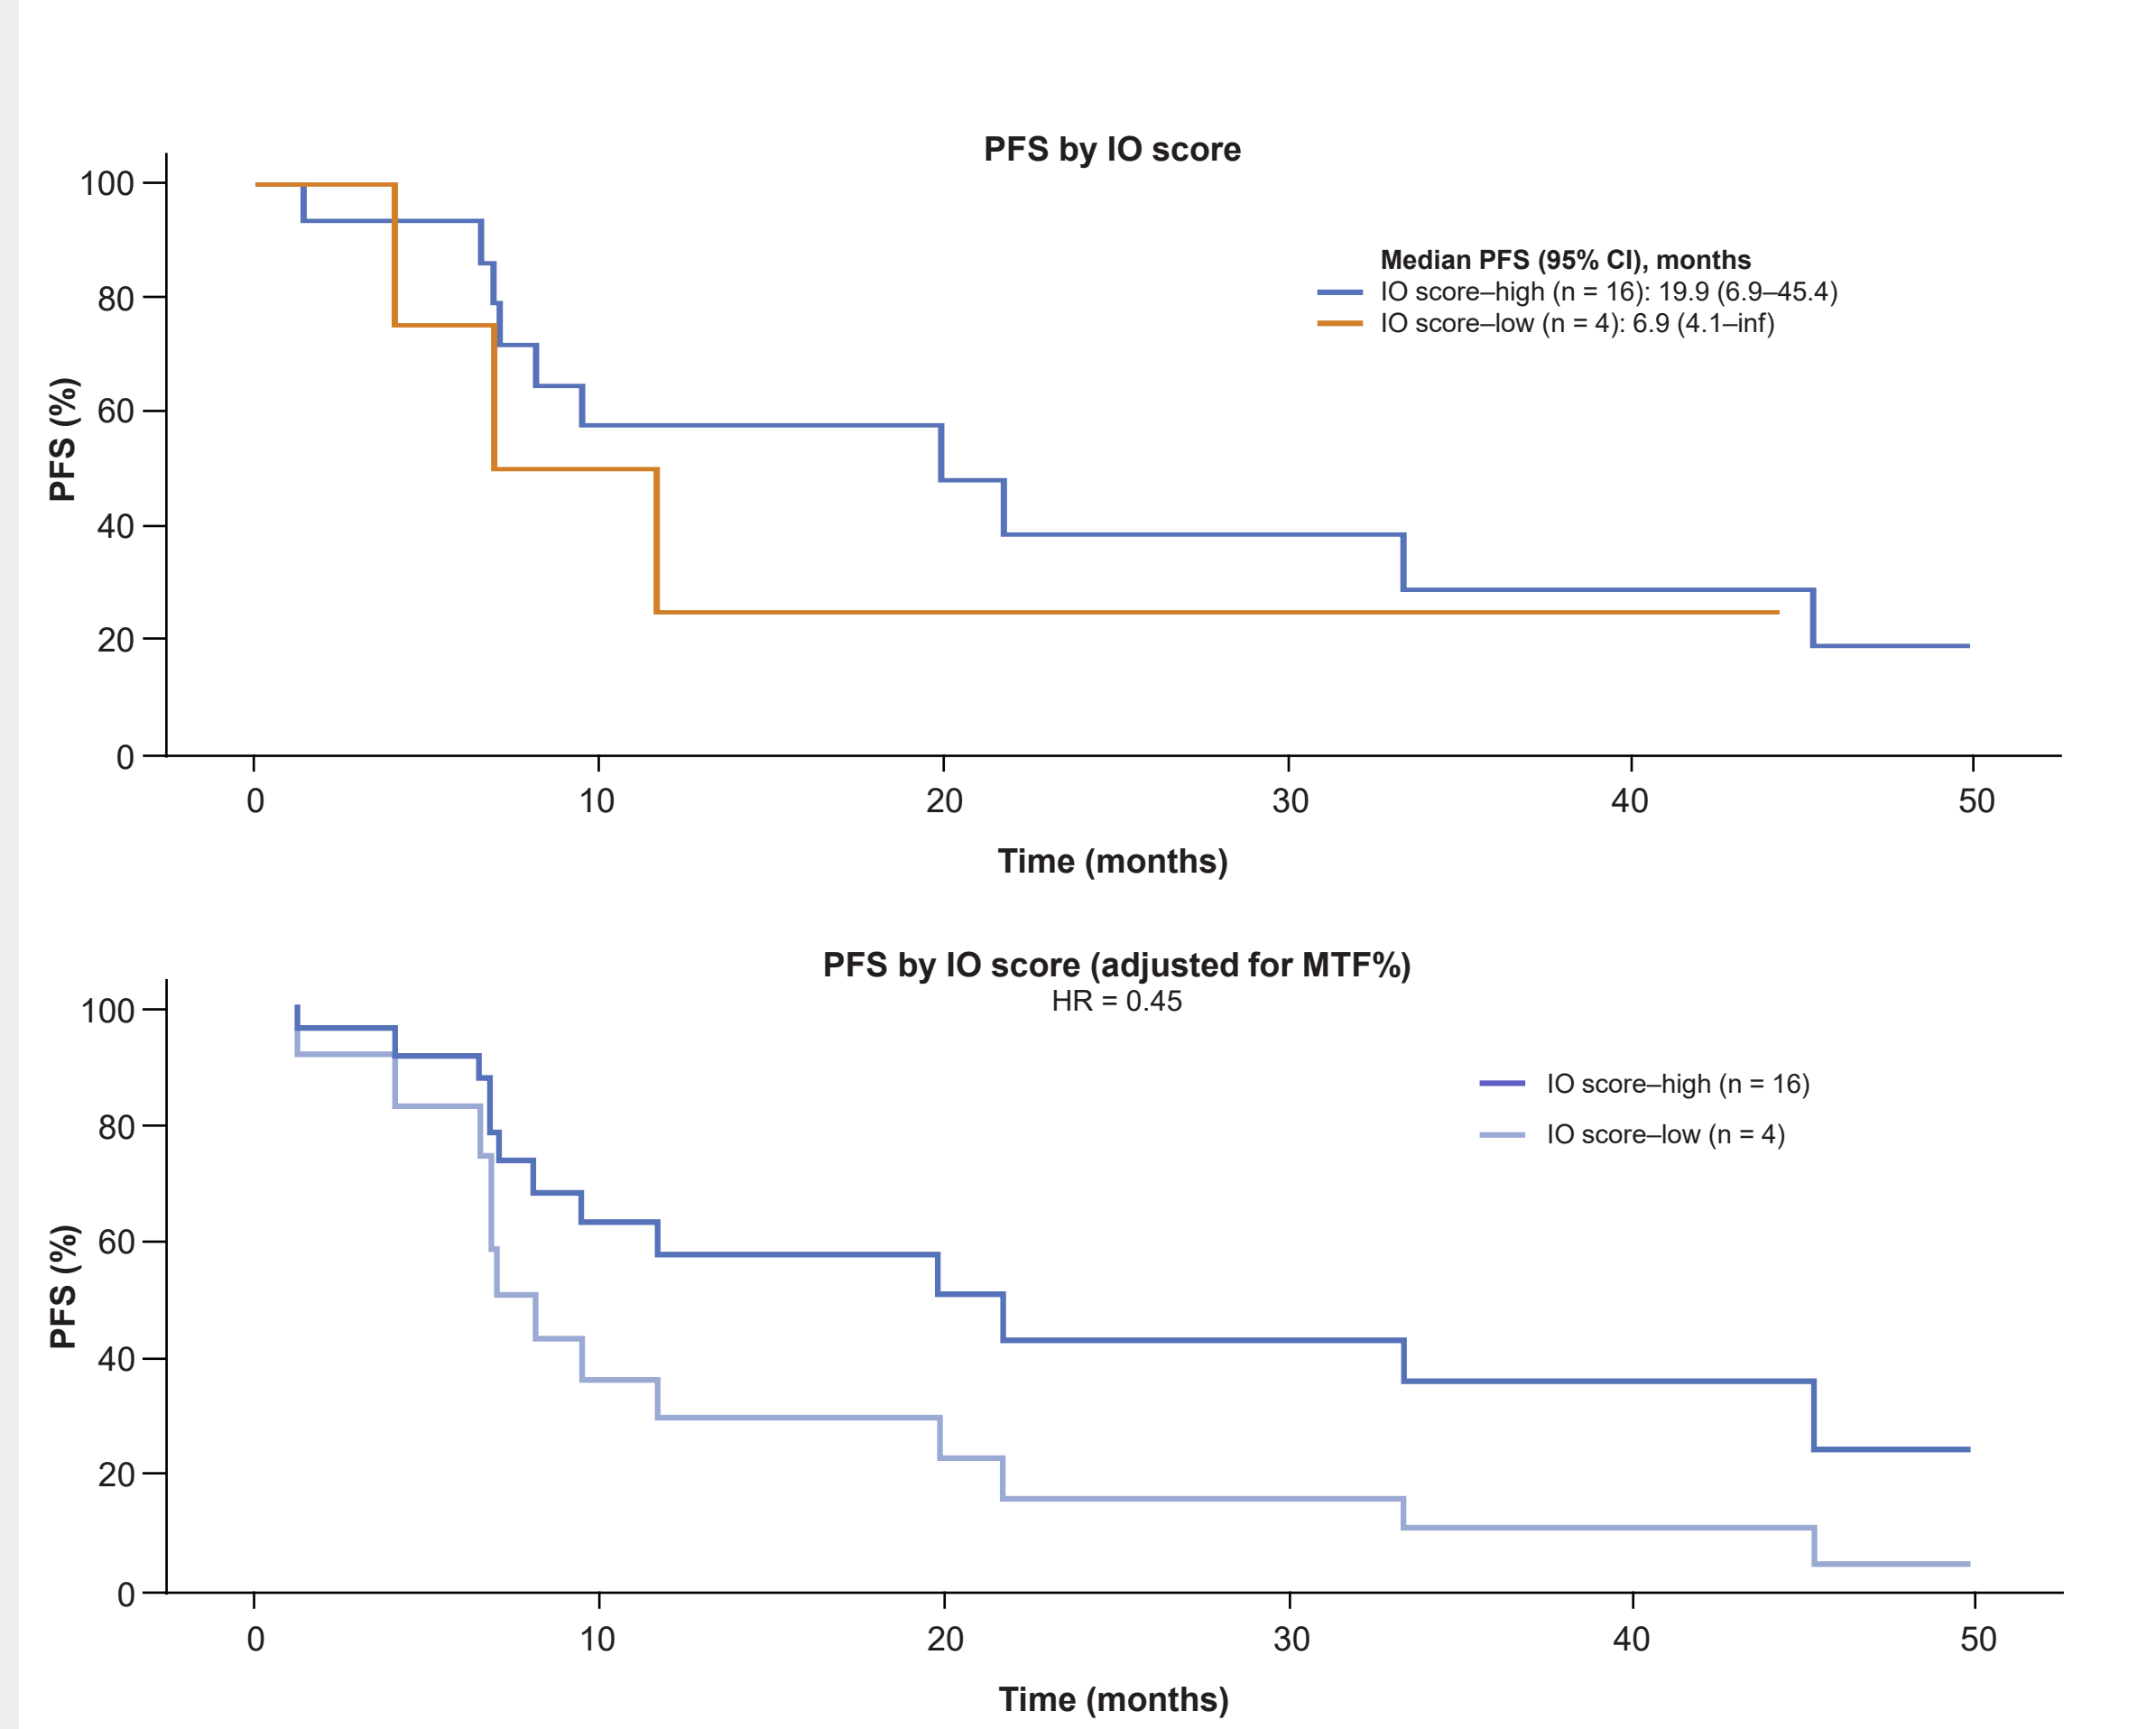 PFS by IO score
100
80
60
40
20
0
PFS (%)
Median PFS (95% CI), months
IO score–high (n = 16): 19.9 (6.9–45.4)
IO score–low (n = 4): 6.9 (4.1–inf)
0 10 20 30 40 50
Time (months)
PFS by IO score (adjusted for MTF%)
HR = 0.45
100
80
60
40
20
0
PFS (%)
IO score–high (n = 16)
IO score–low (n = 4)
0 10 20 30 40 50
Time (months)